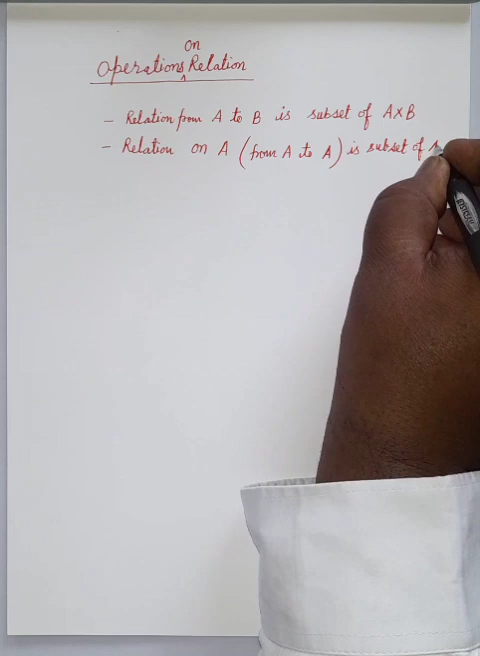 Operations on Relation
- Relation from A to B is subset of A×B
- Relation on A (from A to A) is subset of